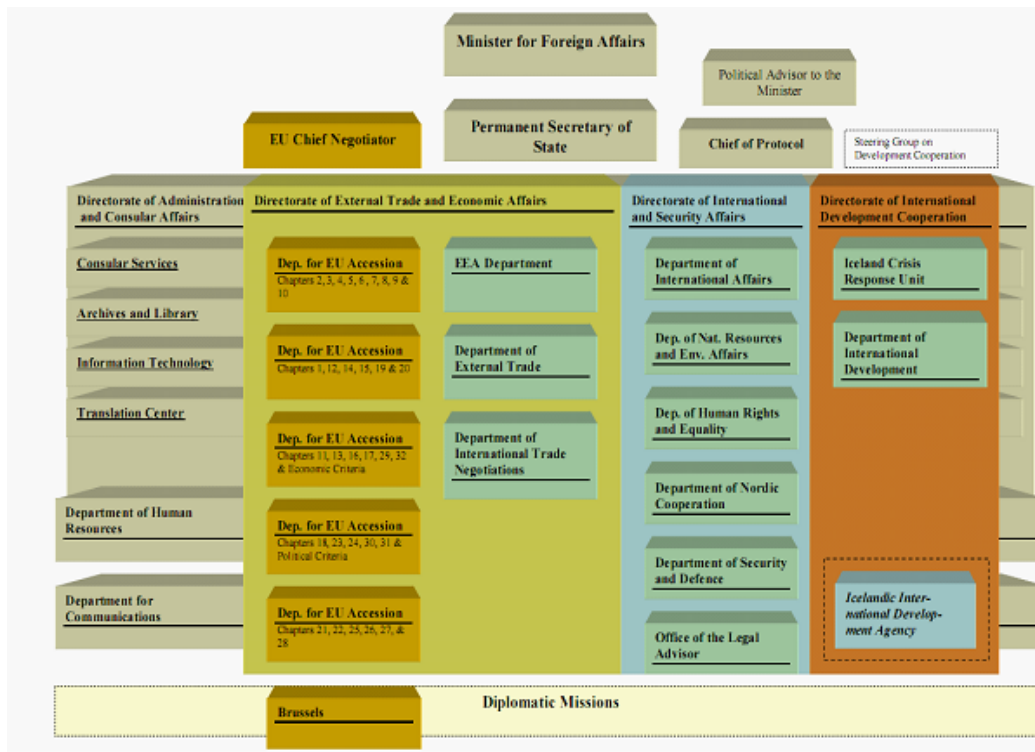 Minister for Foreign Affairs
Political Advisor to the
Minister
EU Chief Negotiator
Permanent Secretary of
State
Chief of Protocol
Steering Group on
Development Cooperation
Directorate of Administration
and Consular Affairs
Consular Services
Archives and Library
Information Technology
Translation Center
Department of Human
Resources
Department for
Communications
Directorate of External Trade and Economic Affairs
Dep. for EU Accession
Chapters 2, 3, 4, 5, 6 , 7, 8, 9 &
10
Dep. for EU Accession
Chapters 1, 12, 14, 15, 19 & 20
Dep. for EU Accession
Chapters 11, 13, 16, 17, 29, 32
& Economic Criteria
Dep. for EU Accession
Chapters 18, 23, 24, 30, 31 &
Political Criteria
Dep. for EU Accession
Chapters 21, 22, 25, 26, 27, &
28
EEA Department
Department of
External Trade
Department of
International Trade
Negotiations
Directorate of International
and Security Affairs
Department of
International Affairs
Dep. of Nat. Resources
and Env. Affairs
Dep. of Human Rights
and Equality
Department of Nordic
Cooperation
Department of Security
and Defence
Office of the Legal
Advisor
Directorate of International
Development Cooperation
Iceland Crisis
Response Unit
Department of
International
Development
Icelandic Inter-
national Develop-
ment Agency
Diplomatic Missions
Brussels